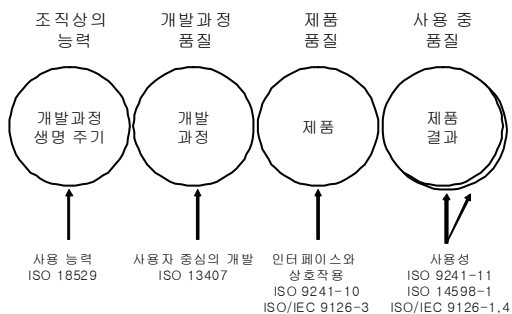 조직상의
능력
개발과정
품질
제품
품질
사용 중
품질
개발과정
생명 주기
개발
과정
제품
제품
결과
사용 능력
ISO 18529
사용자 중심의 개발
ISO 13407
인터페이스와
상호작용
ISO 9241-10
ISO/IEC 9126-3
사용성
ISO 9241-11
ISO 14598-1
ISO/IEC 9126-1,4